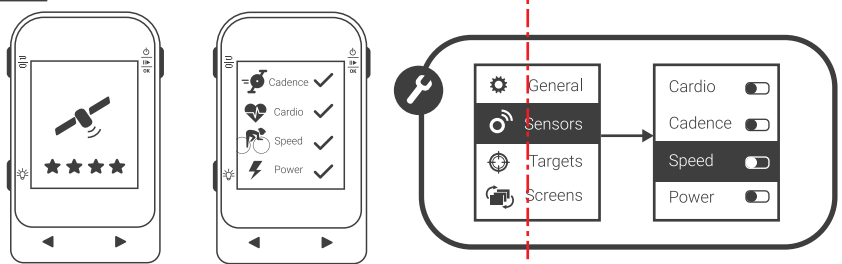 OK
OK
Cadence
Cardio
Speed
Power
General
Sensors
Targets
Screens
Cardio
Cadence
Speed
Power